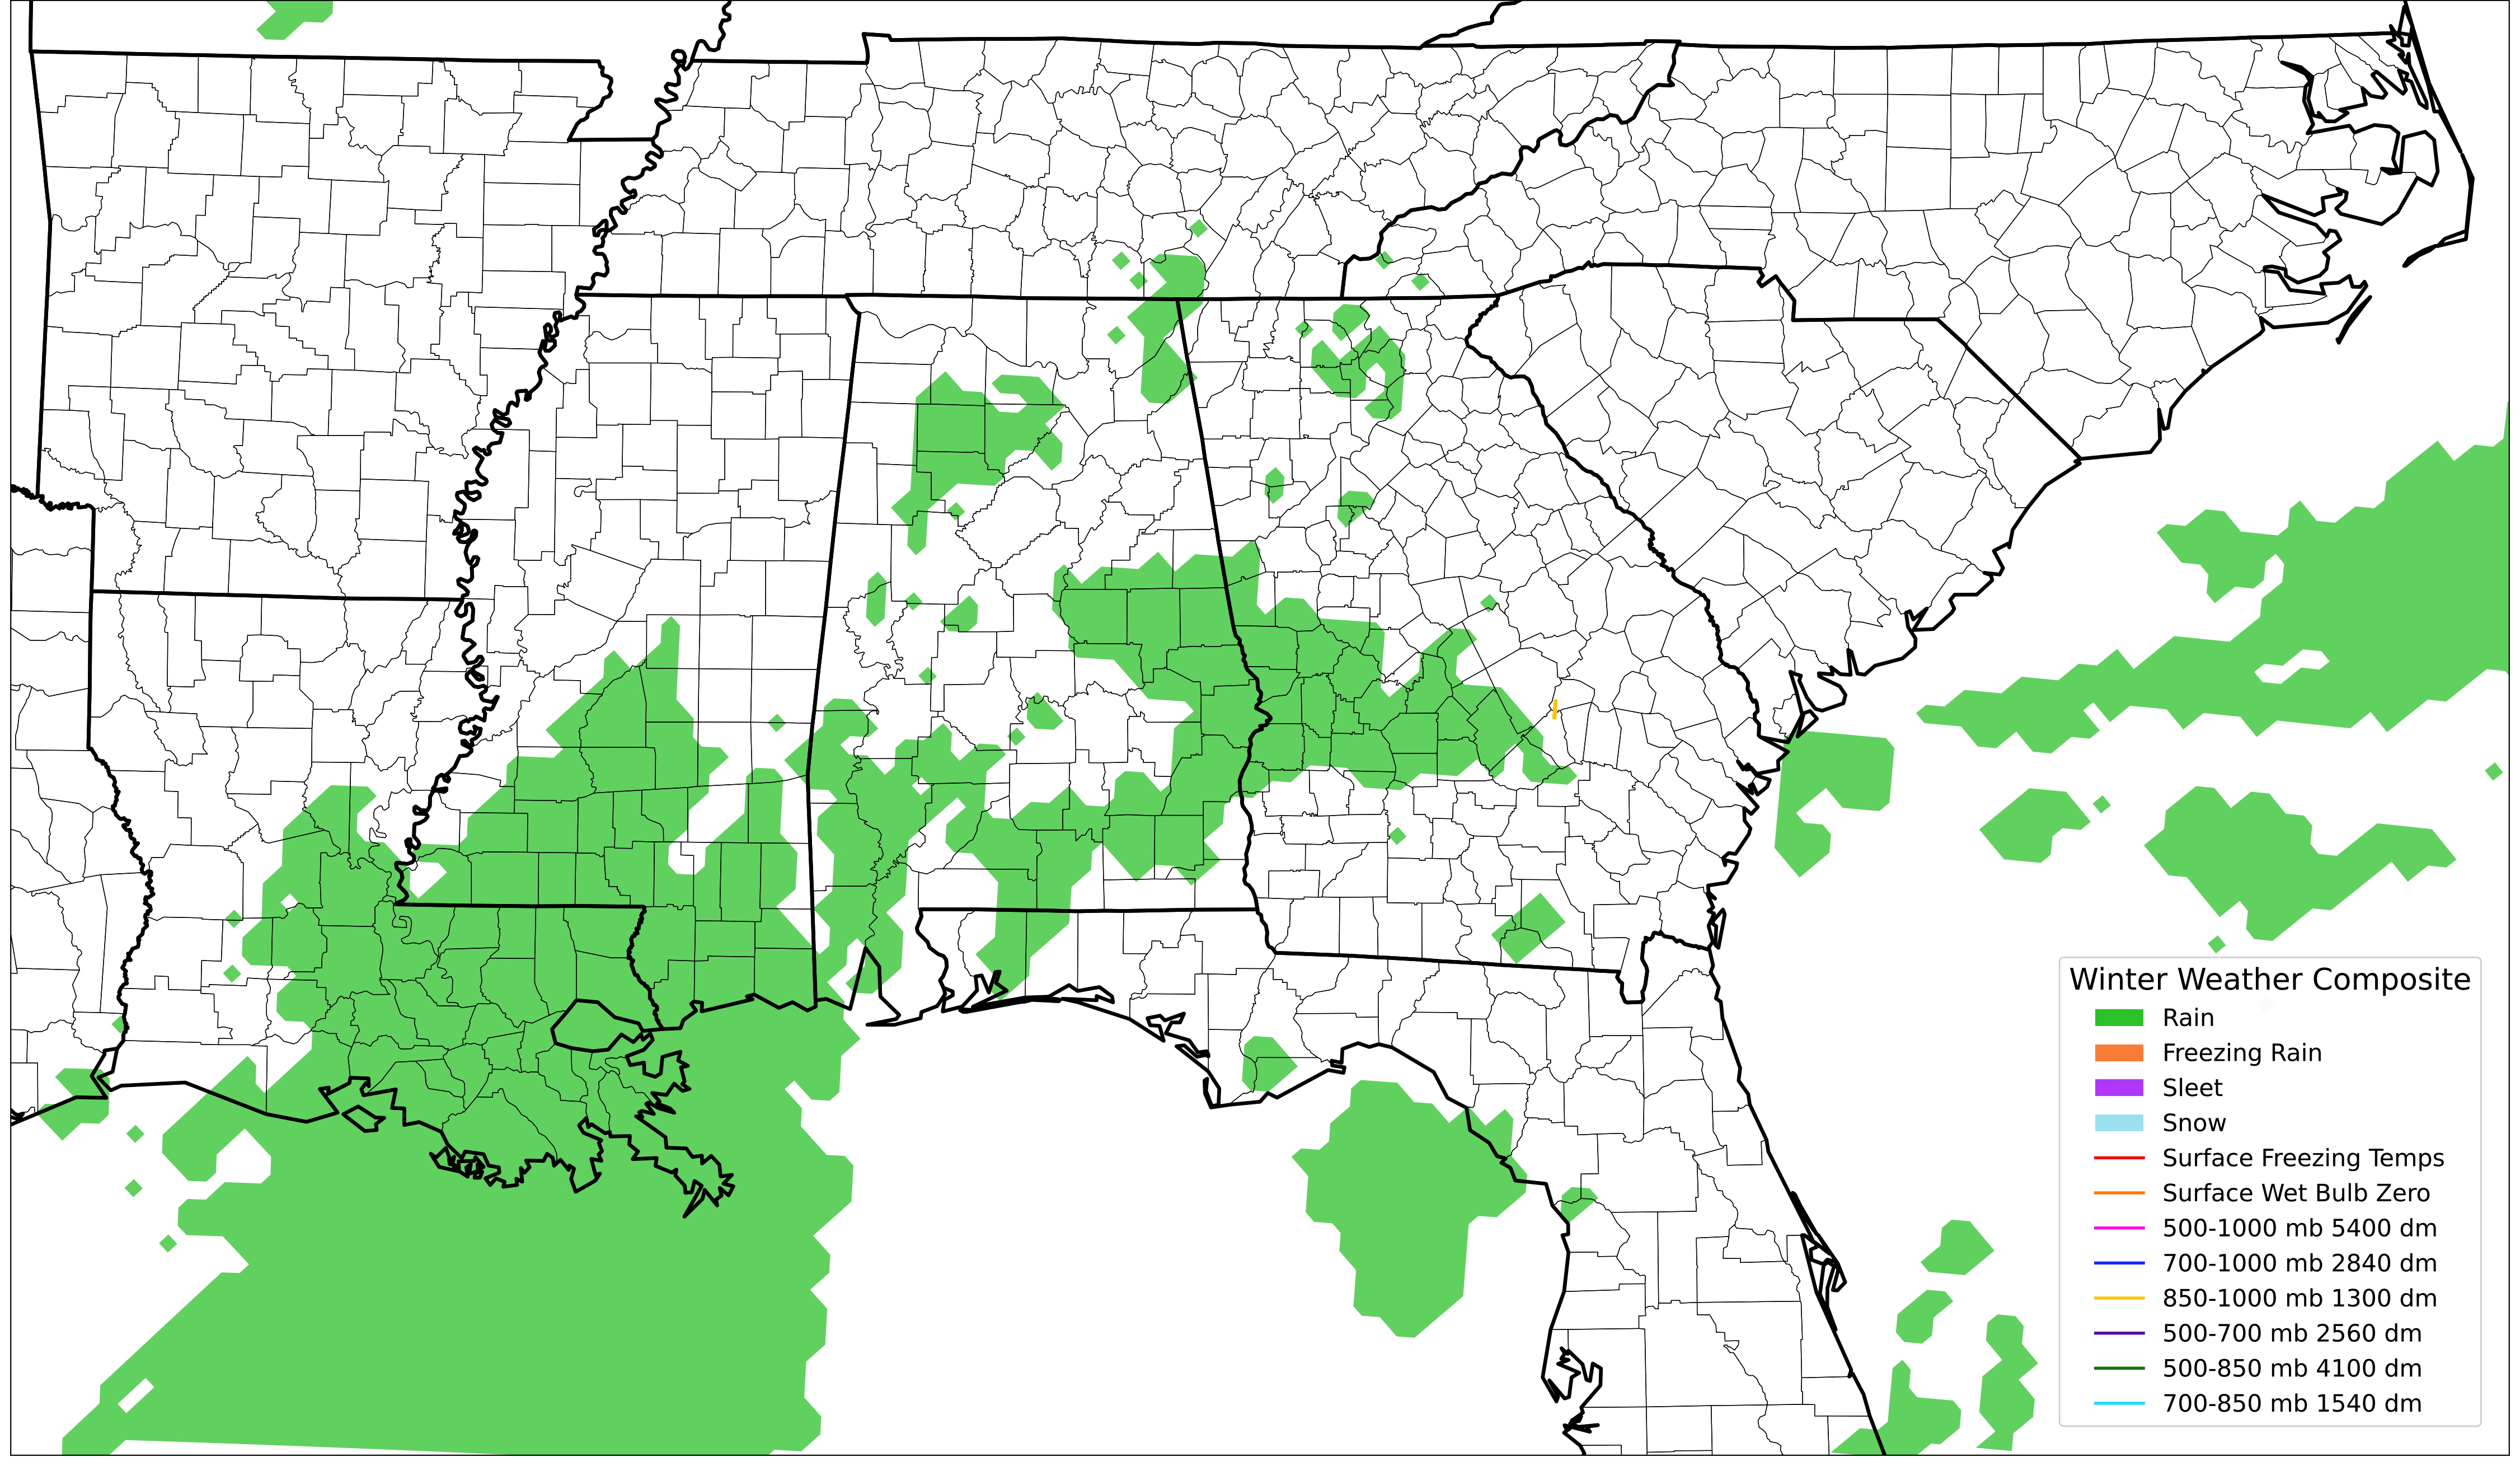 Winter Weather Composite
Rain
Freezing Rain
Sleet
Snow
Surface Freezing Temps
Surface Wet Bulb Zero
500-1000 mb 5400 dm
700-1000 mb 2840 dm
850-1000 mb 1300 dm
500-700 mb 2560 dm
500-850 mb 4100 dm
700-850 mb 1540 dm